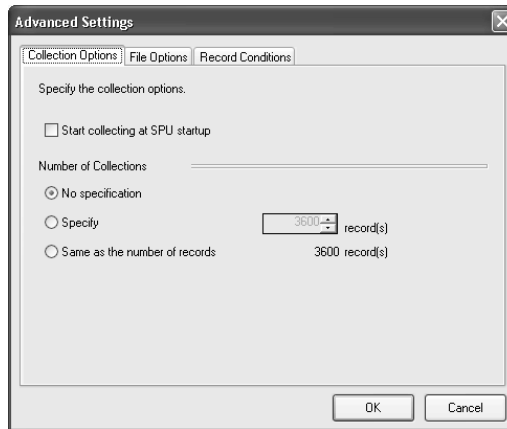 Advanced Settings
Collection Options File Options Record Conditions
Specify the collection options.
Start collecting at SPU startup
Number of Collections
No specification
Specify 3600 record(s)
Same as the number of records 3600 record(s)
OK Cancel